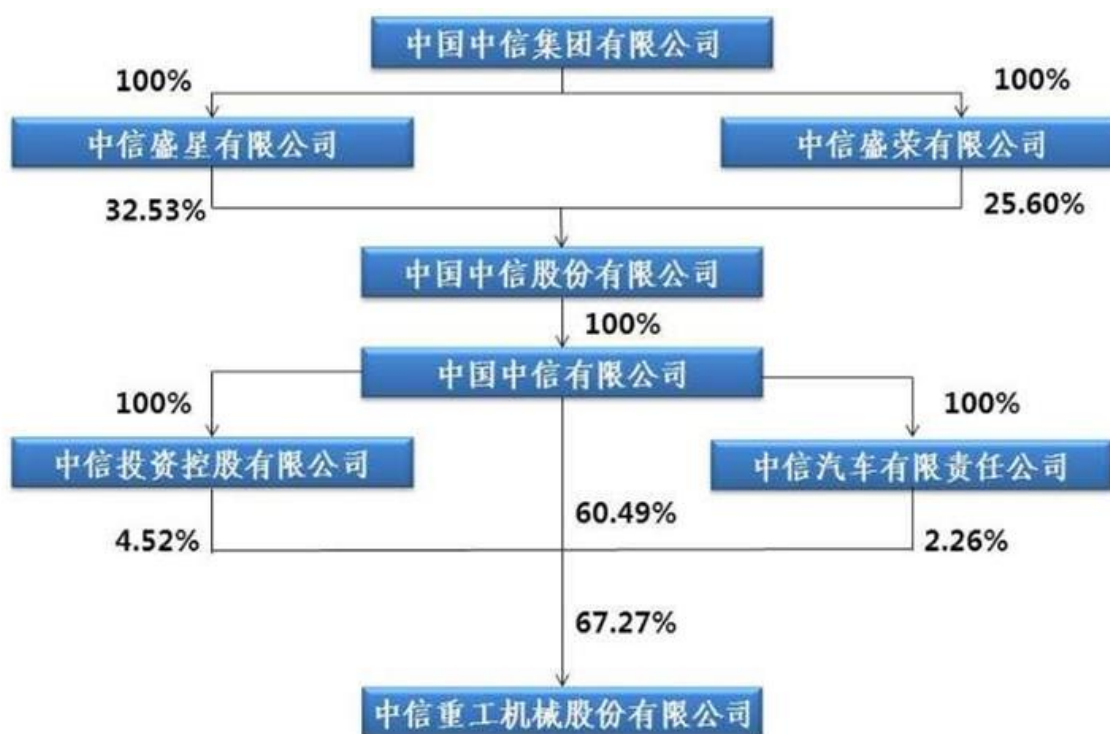 中国中信集团有限公司
100%
100%
中信盛星有限公司
中信盛荣有限公司
32.53%
25.60%
中国中信股份有限公司
100%
中国中信有限公司
100%
100%
中信投资控股有限公司
中信汽车有限责任公司
60.49%
4.52%
2.26%
67.27%
中信重工机械股份有限公司